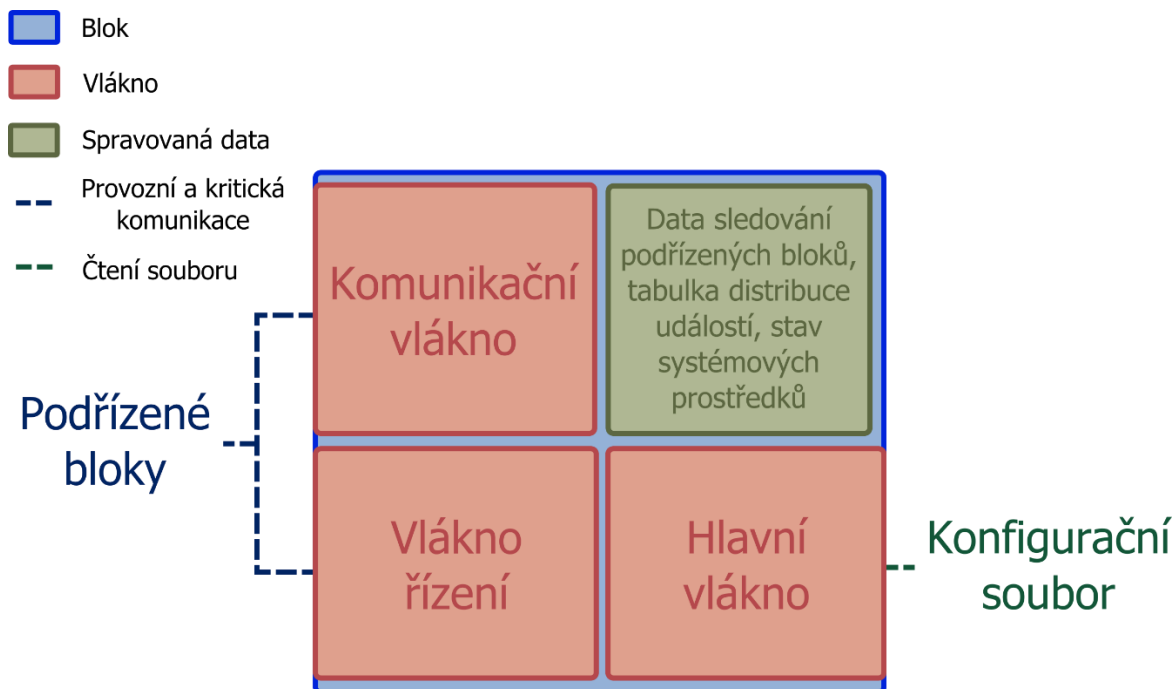 Blok
Vlákno
Spravovaná data
Provozní a kritická
komunikace
Čtení souboru
Komunikační
vlákno
Data sledování
podřízených bloků,
tabulka distribuce
událostí, stav
systémových
prostředků
Podřízené
bloky
Vlákno
řízení
Hlavní
vlákno
Konfigurační
soubor